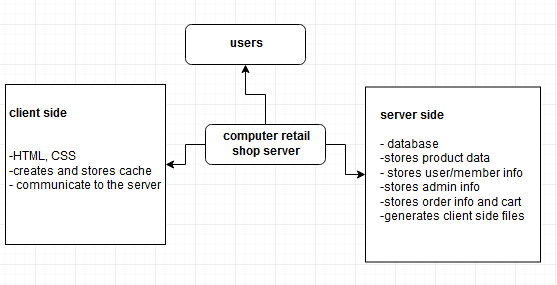 users
client side
-HTML, CSS
-creates and stores cache
- communicate to the server
computer retail
shop server
server side
- database
-stores product data
- stores user/member info
-stores admin info
-stores order info and cart
-generates client side files